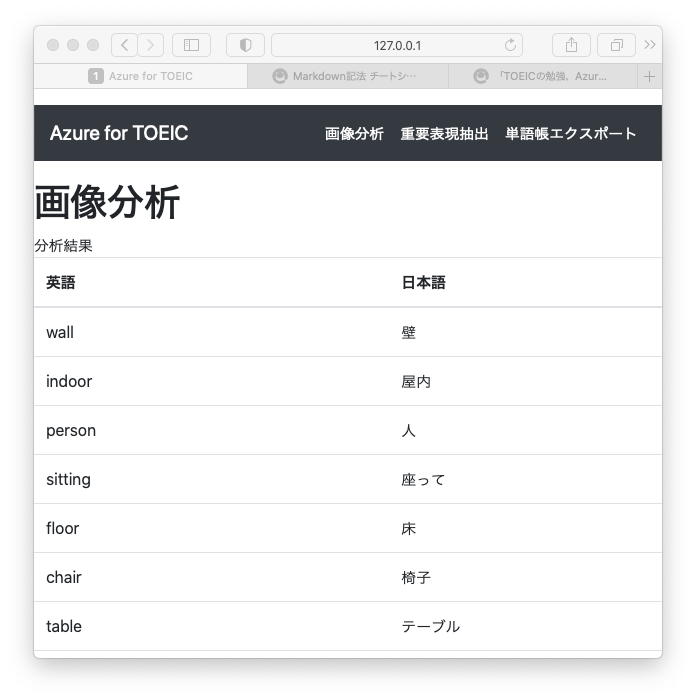 127.0.0.1
1 Azure for TOEIC
Markdown記法 チートシ…
「TOEICの勉強、Azur...
Azure for TOEIC 画像分析 重要表現抽出 単語帳エクスポート
画像分析
分析結果
英語 日本語
wall 壁
indoor 屋内
person 人
sitting 座って
floor 床
chair 椅子
table テーブル